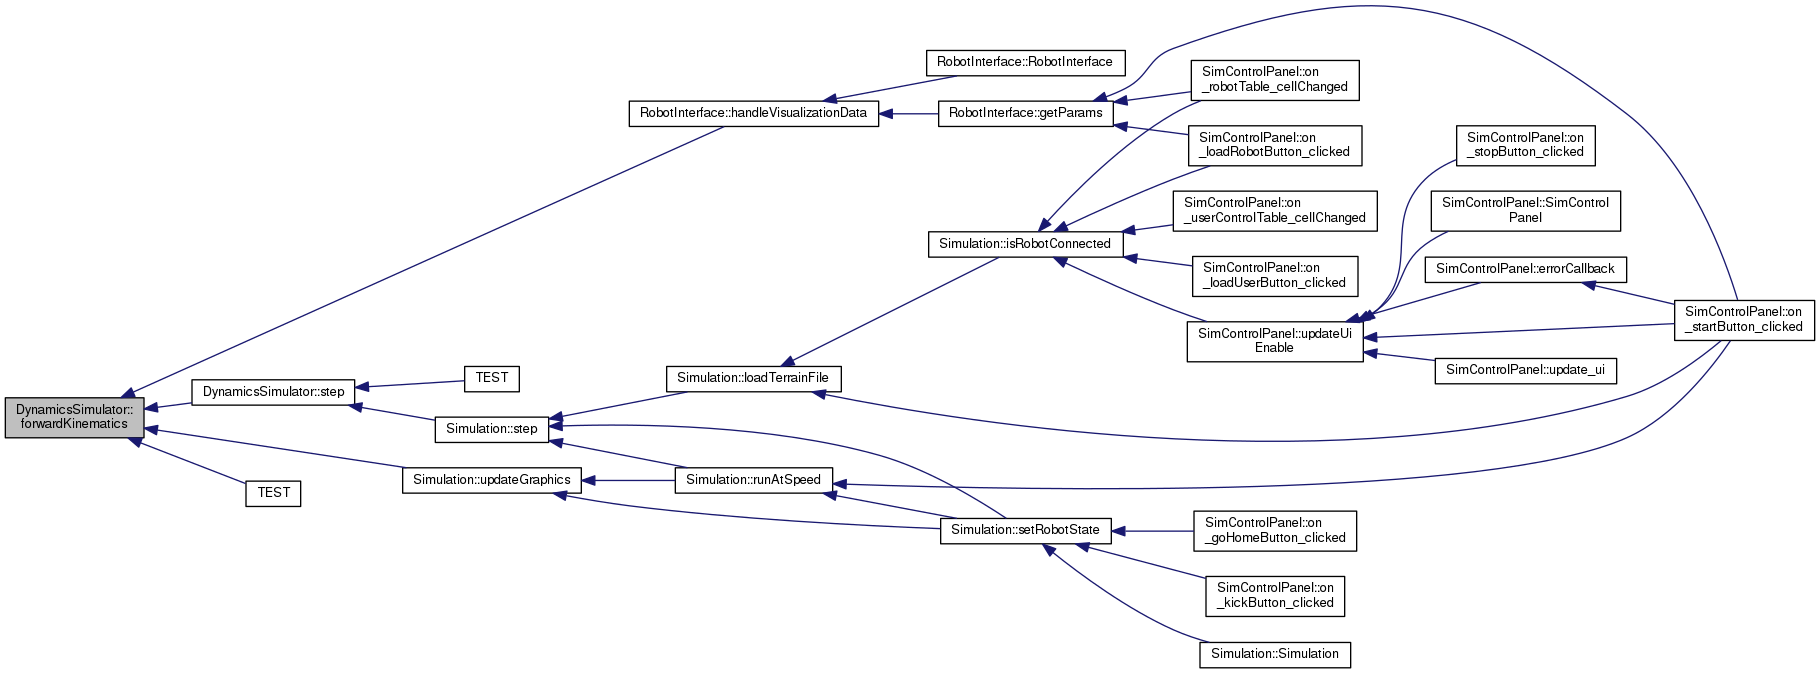 DynamicsSimulator::
forwardKinematics
RobotInterface::handleVisualizationData
RobotInterface::RobotInterface
RobotInterface::getParams
SimControlPanel::on
_robotTable_cellChanged
SimControlPanel::on
_loadRobotButton_clicked
SimControlPanel::on
_userControlTable_cellChanged
Simulation::isRobotConnected
SimControlPanel::on
_loadUserButton_clicked
SimControlPanel::updateUi
Enable
SimControlPanel::on
_stopButton_clicked
SimControlPanel::SimControl
Panel
SimControlPanel::errorCallback
SimControlPanel::on
_startButton_clicked
SimControlPanel::update_ui
DynamicsSimulator::step
TEST
Simulation::step
Simulation::loadTerrainFile
Simulation::updateGraphics
Simulation::runAtSpeed
TEST
Simulation::setRobotState
SimControlPanel::on
_goHomeButton_clicked
SimControlPanel::on
_kickButton_clicked
Simulation::Simulation